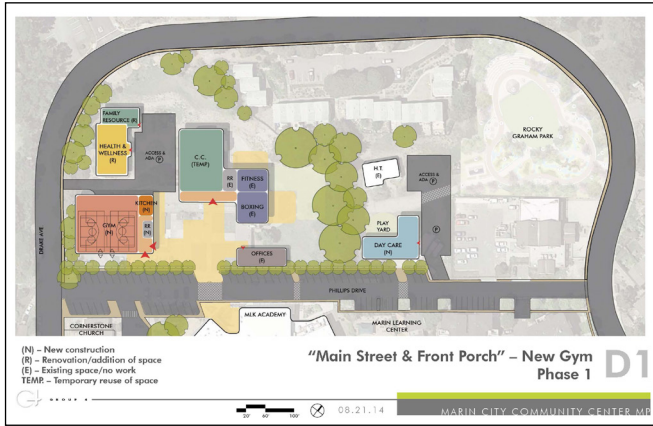 FAMILY
RESOURCE (R)
HEALTH &
WELLNESS
(R)
ACCESS &
ADA P
C.C.
(TEMP)
RR
(E)
FITNESS
(E)
BOXING
(E)
KITCHEN
(N)
GYM
(N)
RR
(N)
OFFICES
H.T.
(E)
ACCESS &
ADA P
P
PLAY
YARD
DAY CARE
(N)
ROCKY
GRAHAM PARK
DRAKE AVE
PHILLIPS DRIVE
CORNERSTONE
CHURCH
MLK ACADEMY
MARIN LEARNING
CENTER
(N) – New construction
(R) – Renovation/addition of space
(E) – Existing space/no work
TEMP. – Temporary reuse of space
"Main Street & Front Porch" – New Gym
Phase 1
D1
GROUP 4
20' 60' 100'
08.21.14
MARIN CITY COMMUNITY CENTER MP